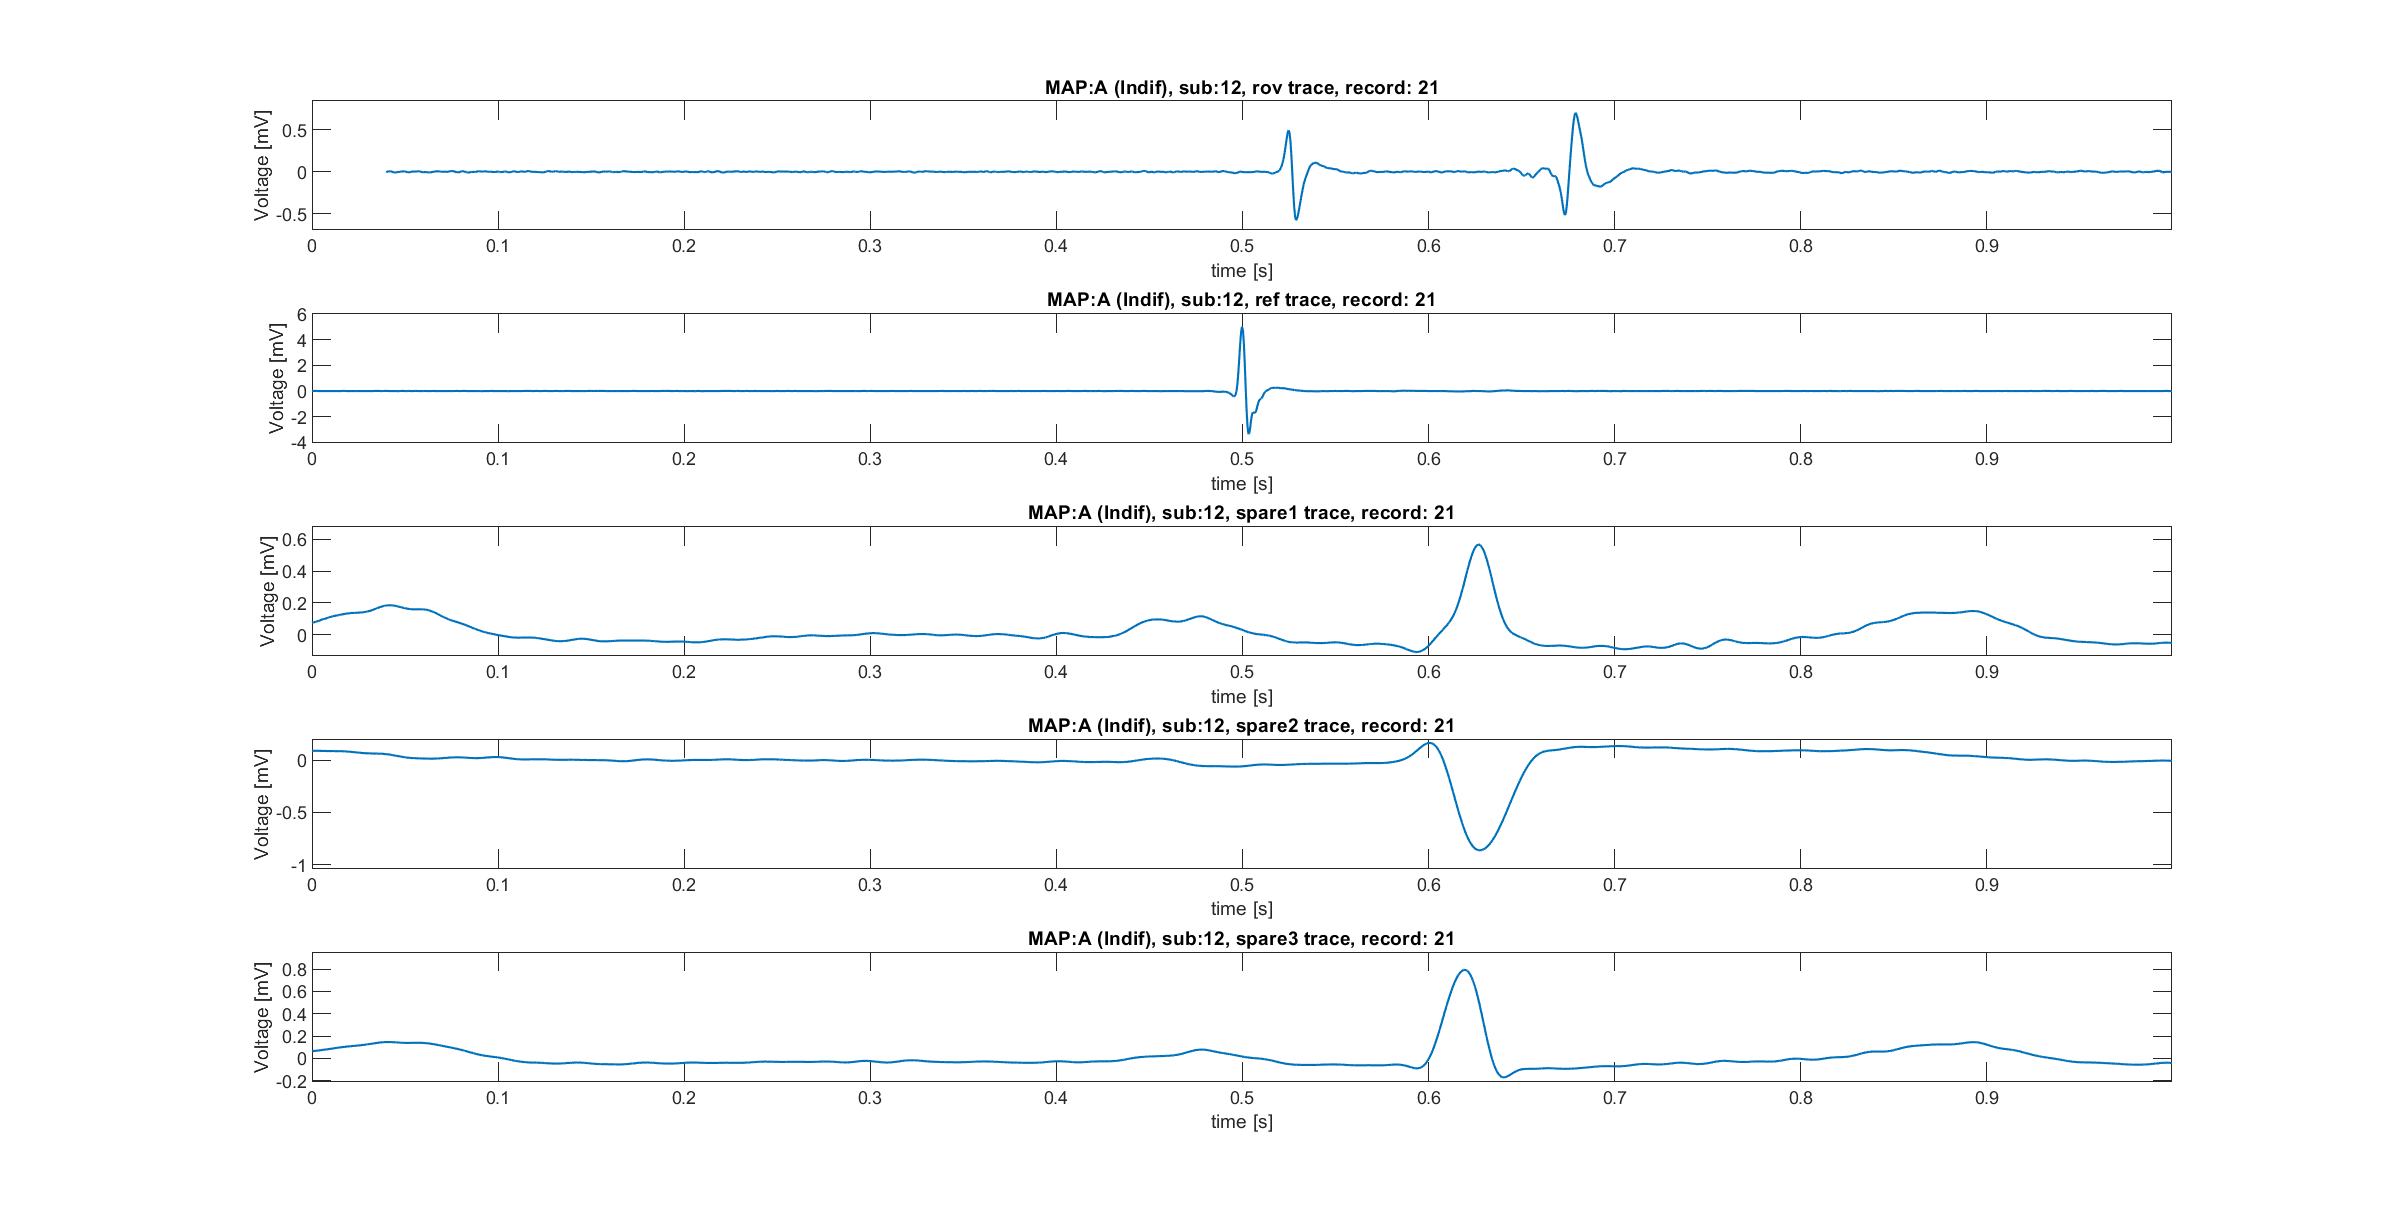 MAP:A (Indif), sub:12, rov trace, record: 21
Voltage [mV]
0.5
0
-0.5
0 0.1 0.2 0.3 0.4 0.5 0.6 0.7 0.8 0.9
time [s]
MAP:A (Indif), sub:12, ref trace, record: 21
Voltage [mV]
6
4
2
0
-2
-4
0 0.1 0.2 0.3 0.4 0.5 0.6 0.7 0.8 0.9
time [s]
MAP:A (Indif), sub:12, spare1 trace, record: 21
Voltage [mV]
0.6
0.4
0.2
0
0 0.1 0.2 0.3 0.4 0.5 0.6 0.7 0.8 0.9
time [s]
MAP:A (Indif), sub:12, spare2 trace, record: 21
Voltage [mV]
0
-0.5
-1
0 0.1 0.2 0.3 0.4 0.5 0.6 0.7 0.8 0.9
time [s]
MAP:A (Indif), sub:12, spare3 trace, record: 21
Voltage [mV]
0.8
0.6
0.4
0.2
0
-0.2
0 0.1 0.2 0.3 0.4 0.5 0.6 0.7 0.8 0.9
time [s]